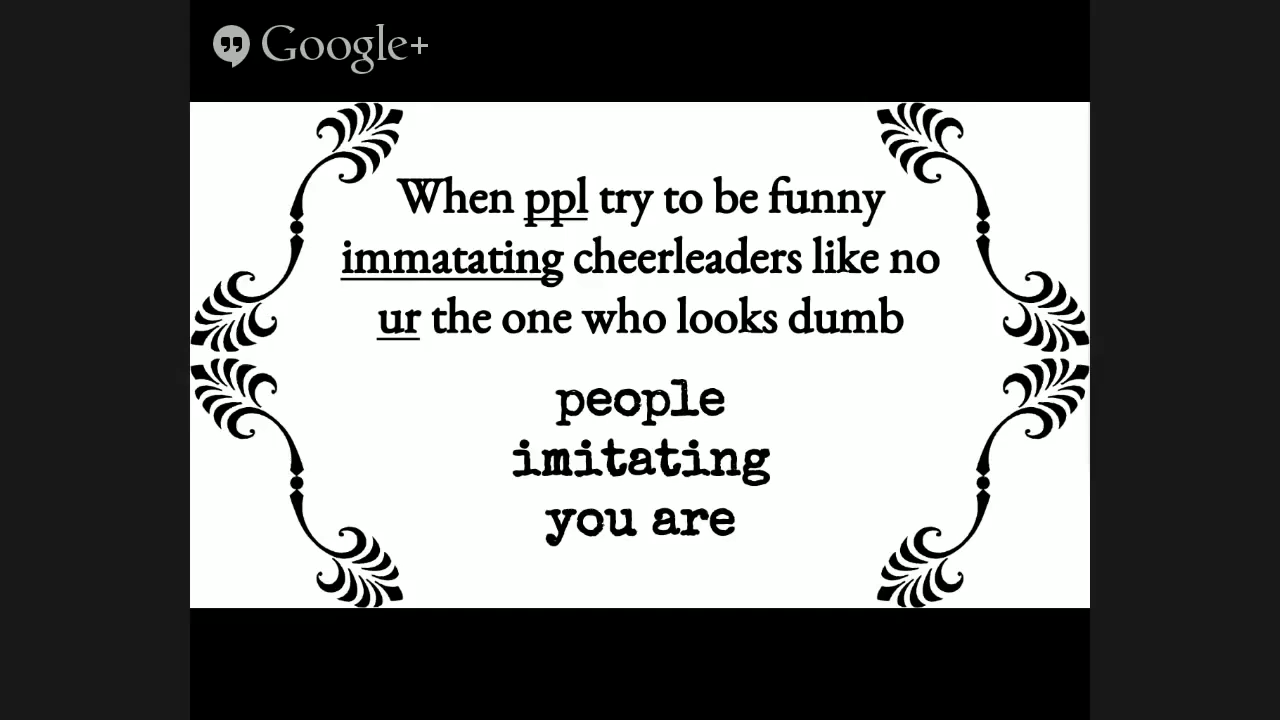 Google+
When ppl try to be funny
immatating cheerleaders like no
ur the one who looks dumb
people
imitating
you are